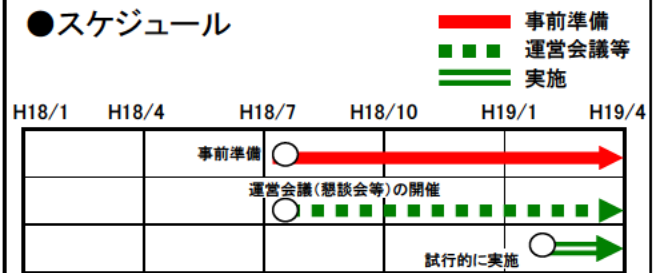 ●スケジュール
事前準備
運営会議等
実施
H18/1 H18/4 H18/7 H18/10 H19/1 H19/4
事前準備
運営会議(懇談会等)の開催
試行的に実施